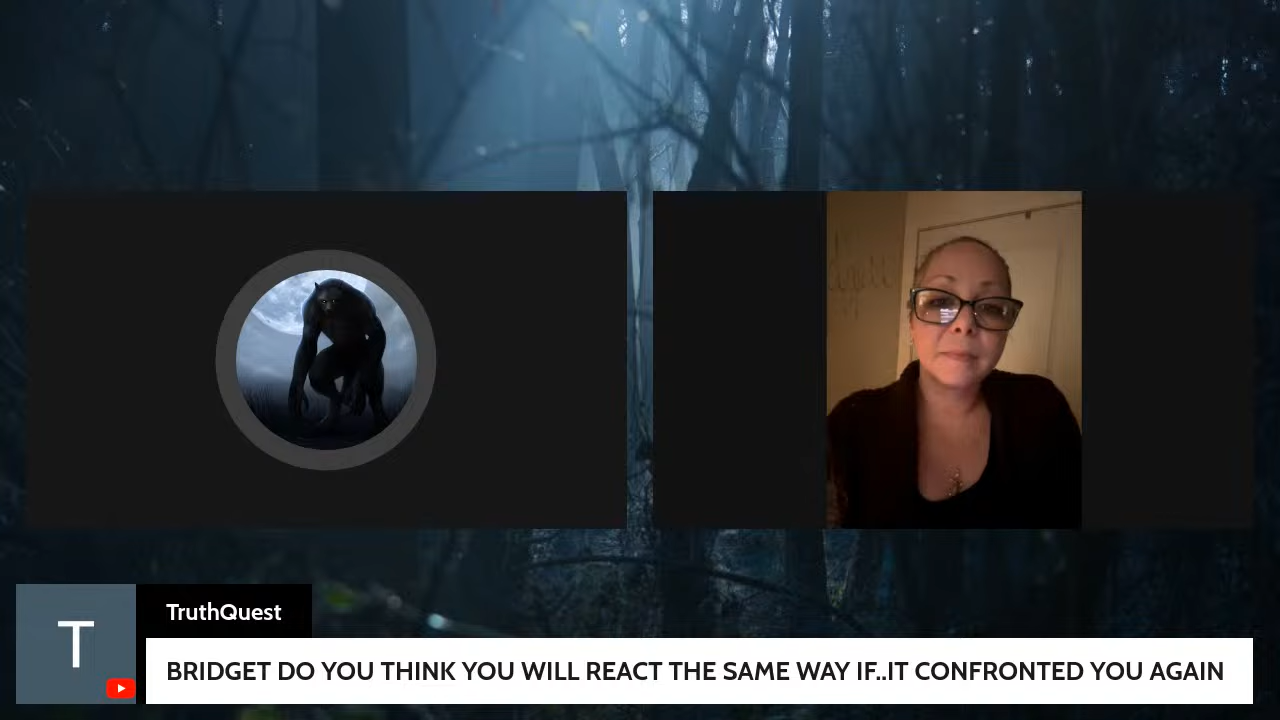 T
TruthQuest
BRIDGET DO YOU THINK YOU WILL REACT THE SAME WAY IF..IT CONFRONTED YOU AGAIN